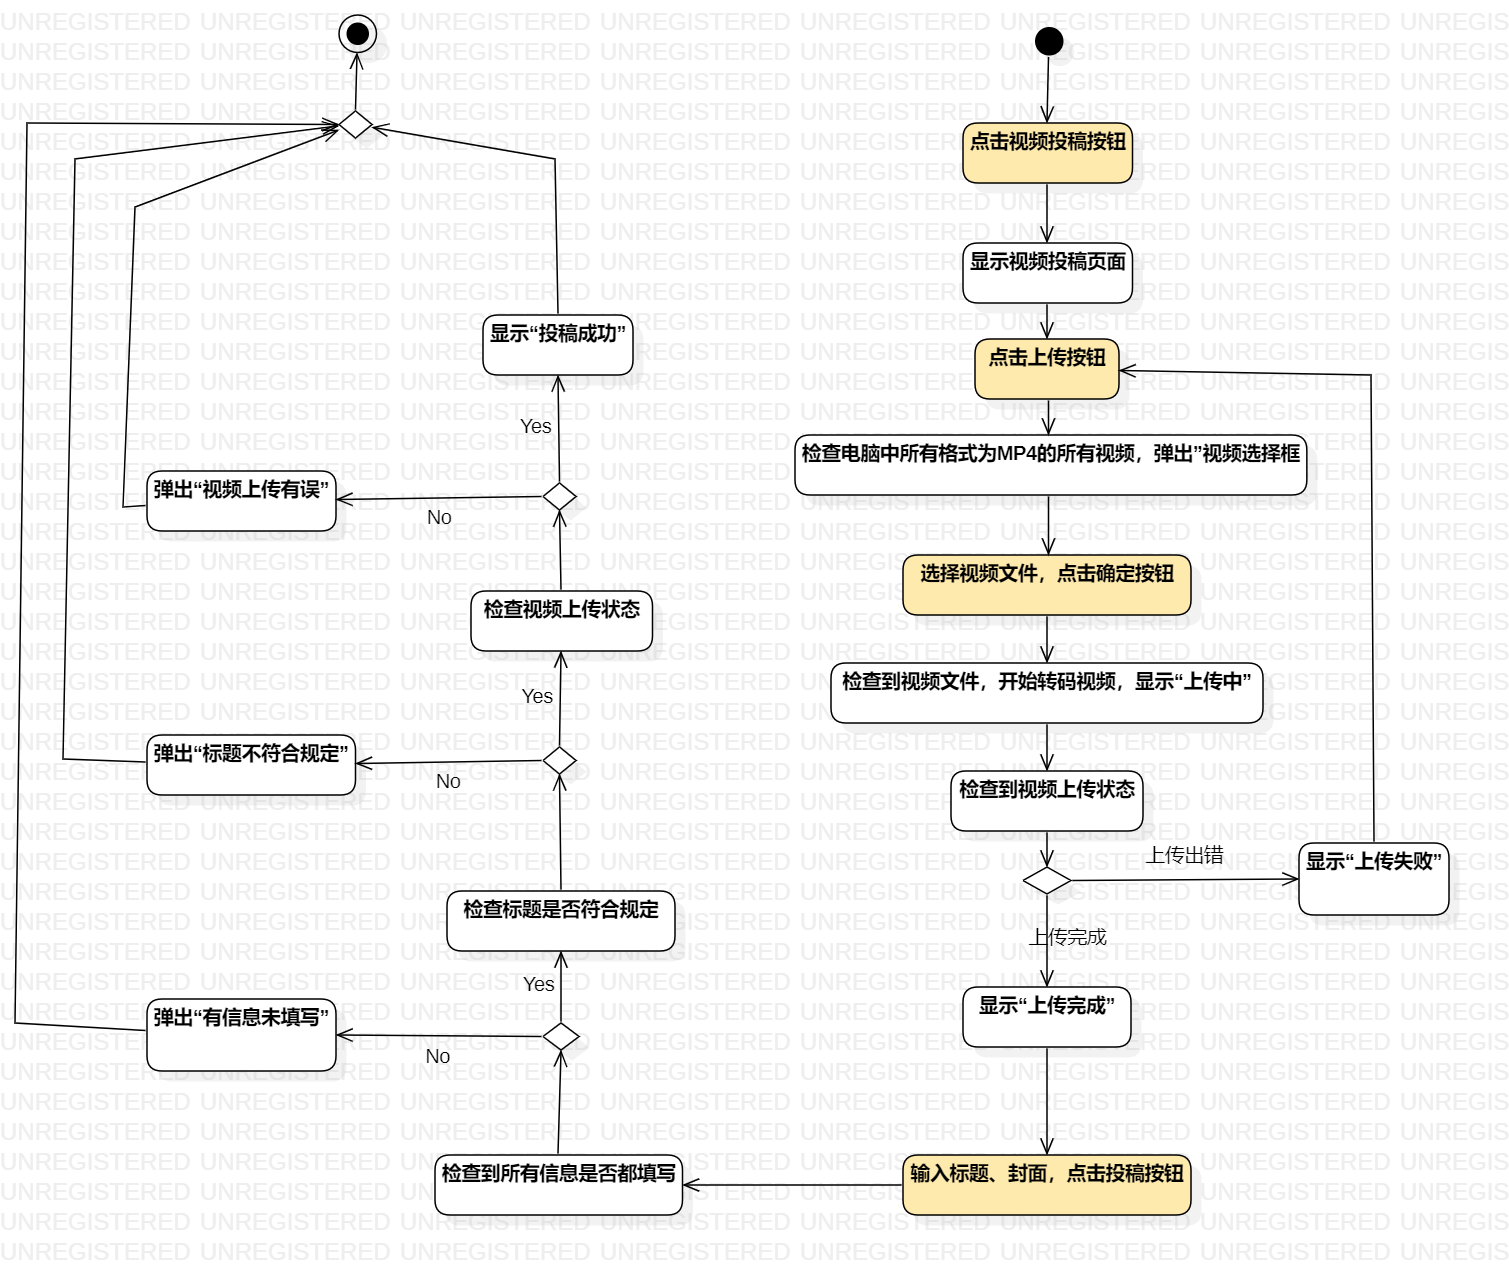 点击视频投稿按钮
显示视频投稿页面
点击上传按钮
检查电脑中所有格式为MP4的所有视频，弹出”视频选择框
选择视频文件，点击确定按钮
检查到视频文件，开始转码视频，显示“上传中”
检查到视频上传状态
上传出错
显示“上传失败”
上传完成
显示“上传完成”
输入标题、封面，点击投稿按钮
检查到所有信息是否都填写
No
弹出“有信息未填写”
Yes
检查标题是否符合规定
No
弹出“标题不符合规定”
Yes
检查视频上传状态
No
弹出“视频上传有误”
Yes
显示“投稿成功”
UNREGISTERED